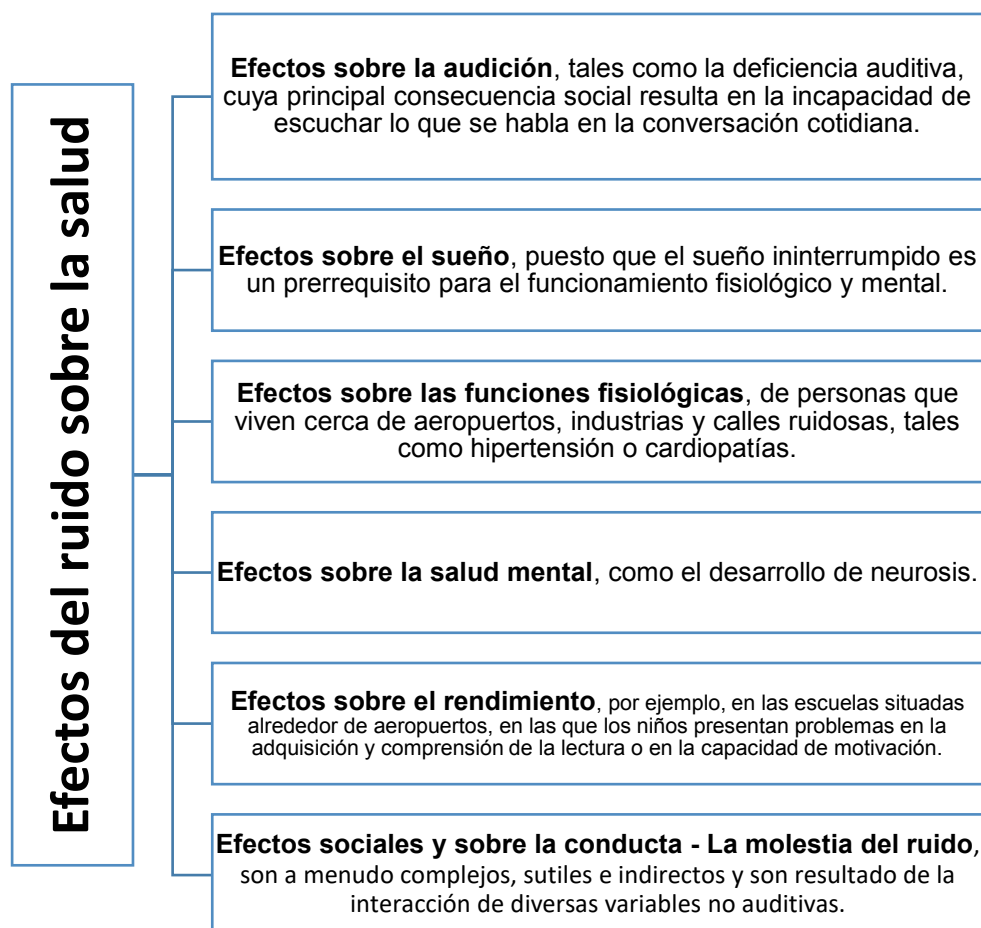 Efectos del ruido sobre la salud
Efectos sobre la audición, tales como la deficiencia auditiva,
cuya principal consecuencia social resulta en la incapacidad de
escuchar lo que se habla en la conversación cotidiana.
Efectos sobre el sueño, puesto que el sueño ininterrumpido es
un prerrequisito para el funcionamiento fisiológico y mental.
Efectos sobre las funciones fisiológicas, de personas que
viven cerca de aeropuertos, industrias y calles ruidosas, tales
como hipertensión o cardiopatías.
Efectos sobre la salud mental, como el desarrollo de neurosis.
Efectos sobre el rendimiento, por ejemplo, en las escuelas situadas
alrededor de aeropuertos, en las que los niños presentan problemas en la
adquisición y comprensión de la lectura o en la capacidad de motivación.
Efectos sociales y sobre la conducta - La molestia del ruido,
son a menudo complejos, sutiles e indirectos y son resultado de la
interacción de diversas variables no auditivas.